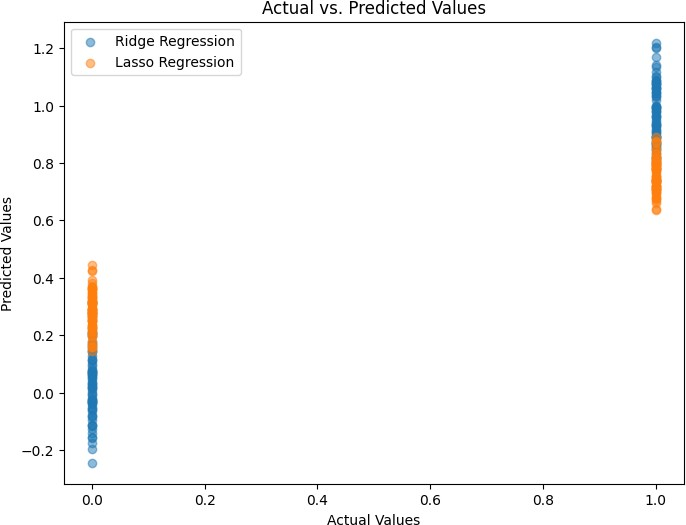 Actual vs. Predicted Values
Ridge Regression
Lasso Regression
1.2
1.0
0.8
0.6
0.4
0.2
0.0
−0.2
Predicted Values
0.0 0.2 0.4 0.6 0.8 1.0
Actual Values